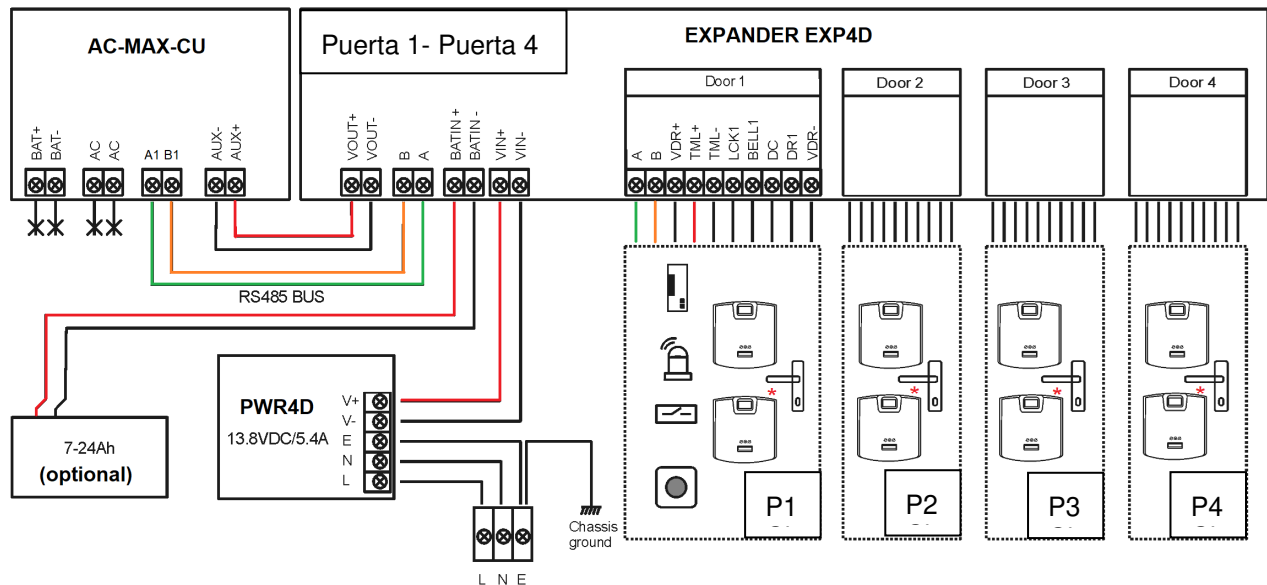 AC-MAX-CU
Puerta 1- Puerta 4
EXPANDER EXP4D
Door 1
Door 2
Door 3
Door 4
BAT+
BAT-
AC
AC
A1 B1
AUX-
AUX+
VOUT+
VOUT-
B
A
BATIN +
BATIN -
VIN+
VIN-
A
B
VDR+
TML+
TML-
LCK1
BELL1
DC
DR1
VDR-
RS485 BUS
7-24Ah
(optional)
PWR4D
13.8VDC/5.4A
V+
V-
E
N
L
Chassis
ground
L N E
*
*
*
*
P1
P2
P3
P4